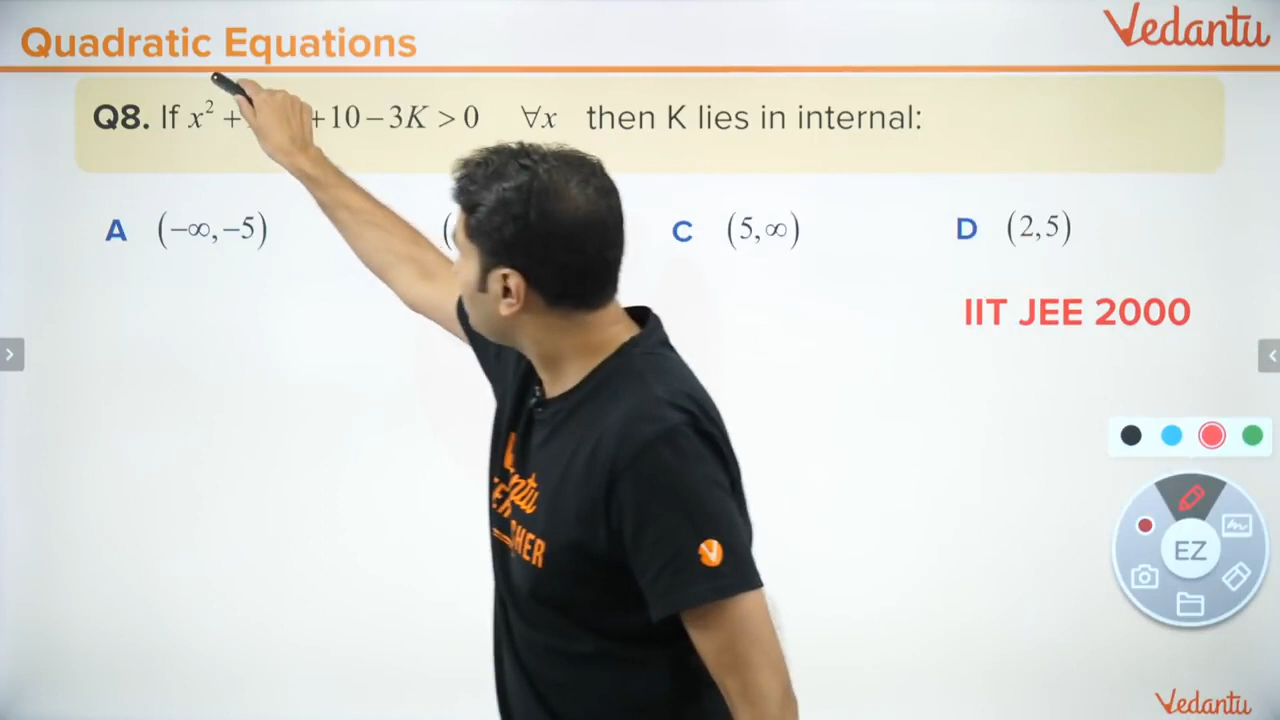 Quadratic Equations
Vedantu
Q8. If x² + +10−3K > 0 ∀x then K lies in internal:
A (−∞,−5) ( C (5,∞) D (2,5)
IIT JEE 2000
HER
EZ
Vedantu